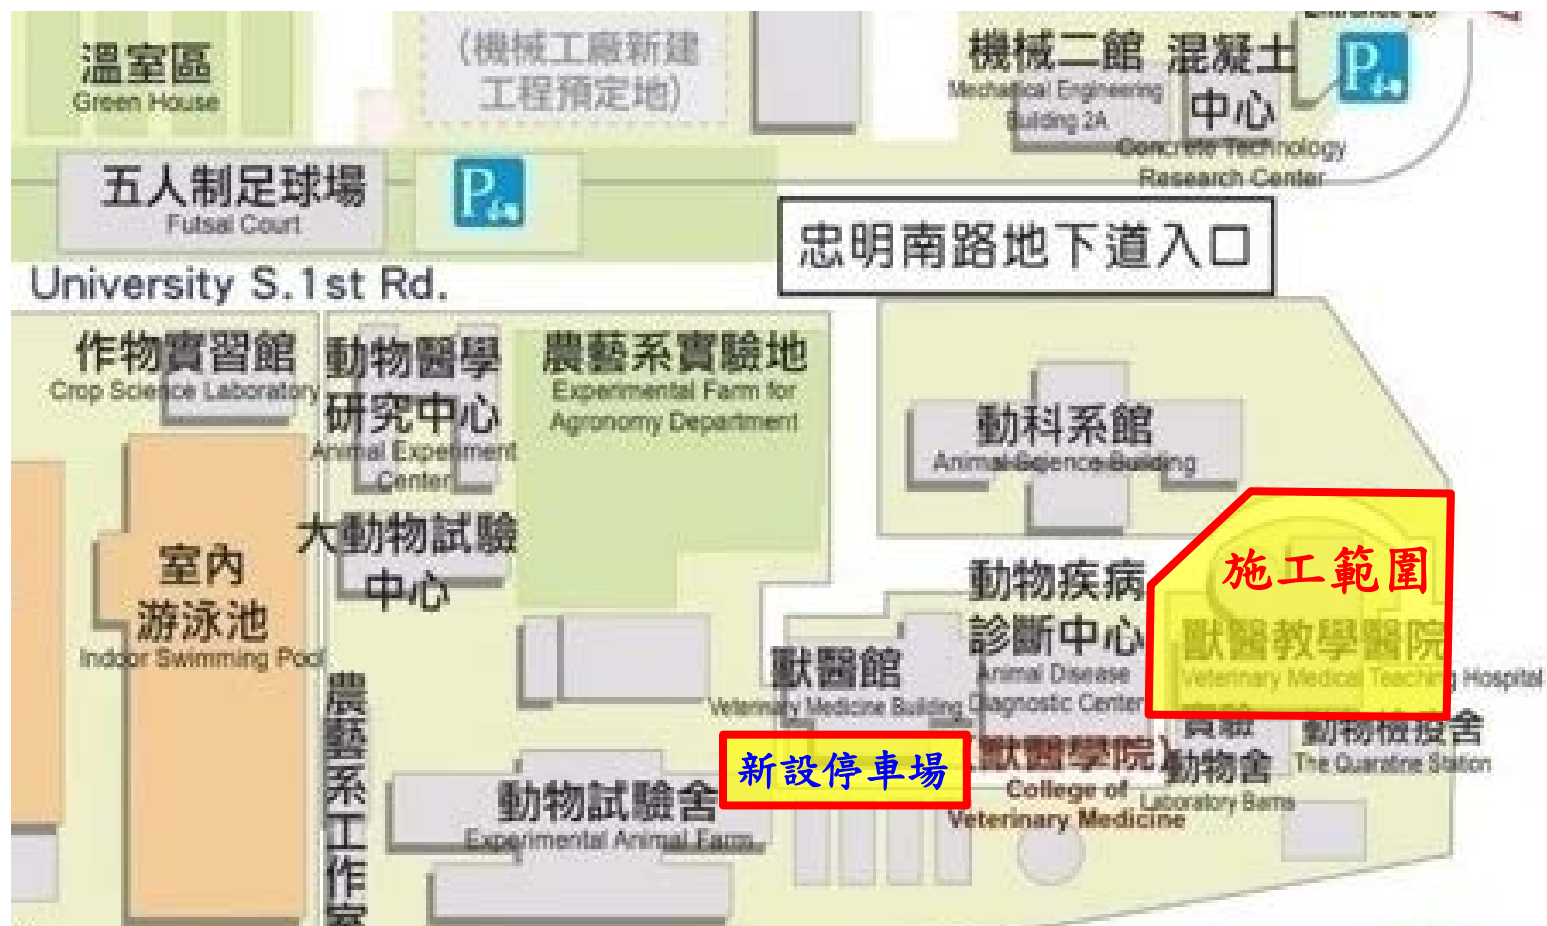 溫室區
Green House
(機械工廠新建
工程預定地)
機械二館
Mechanical Engineering
Building 2A
混凝土
中心
Concrete Technology
Research Center
P
五人制足球場
Futsal Court
P
忠明南路地下道入口
University S.1st Rd.
作物實習館
Crop Science Laboratory
動物醫學
研究中心
Animal Experiment
Center
農藝系實驗地
Experimental Farm for
Agronomy Department
動科系館
Animal Science Building
大動物試驗
中心
室內
游泳池
Indoor Swimming Pool
動物疾病
診斷中心
Animal Disease
Diagnostic Center
施工範圍
獸醫教學醫院
Veterinary Medical Teaching Hospital
獸醫館
Veterinary Medicine Building
農藝系工作室
新設停車場
(獸醫學院)
College of
Veterinary Medicine
實驗
動物舍
Laboratory Barns
動物檢疫舍
The Quaratine Station
動物試驗舍
Experimental Animal Farm